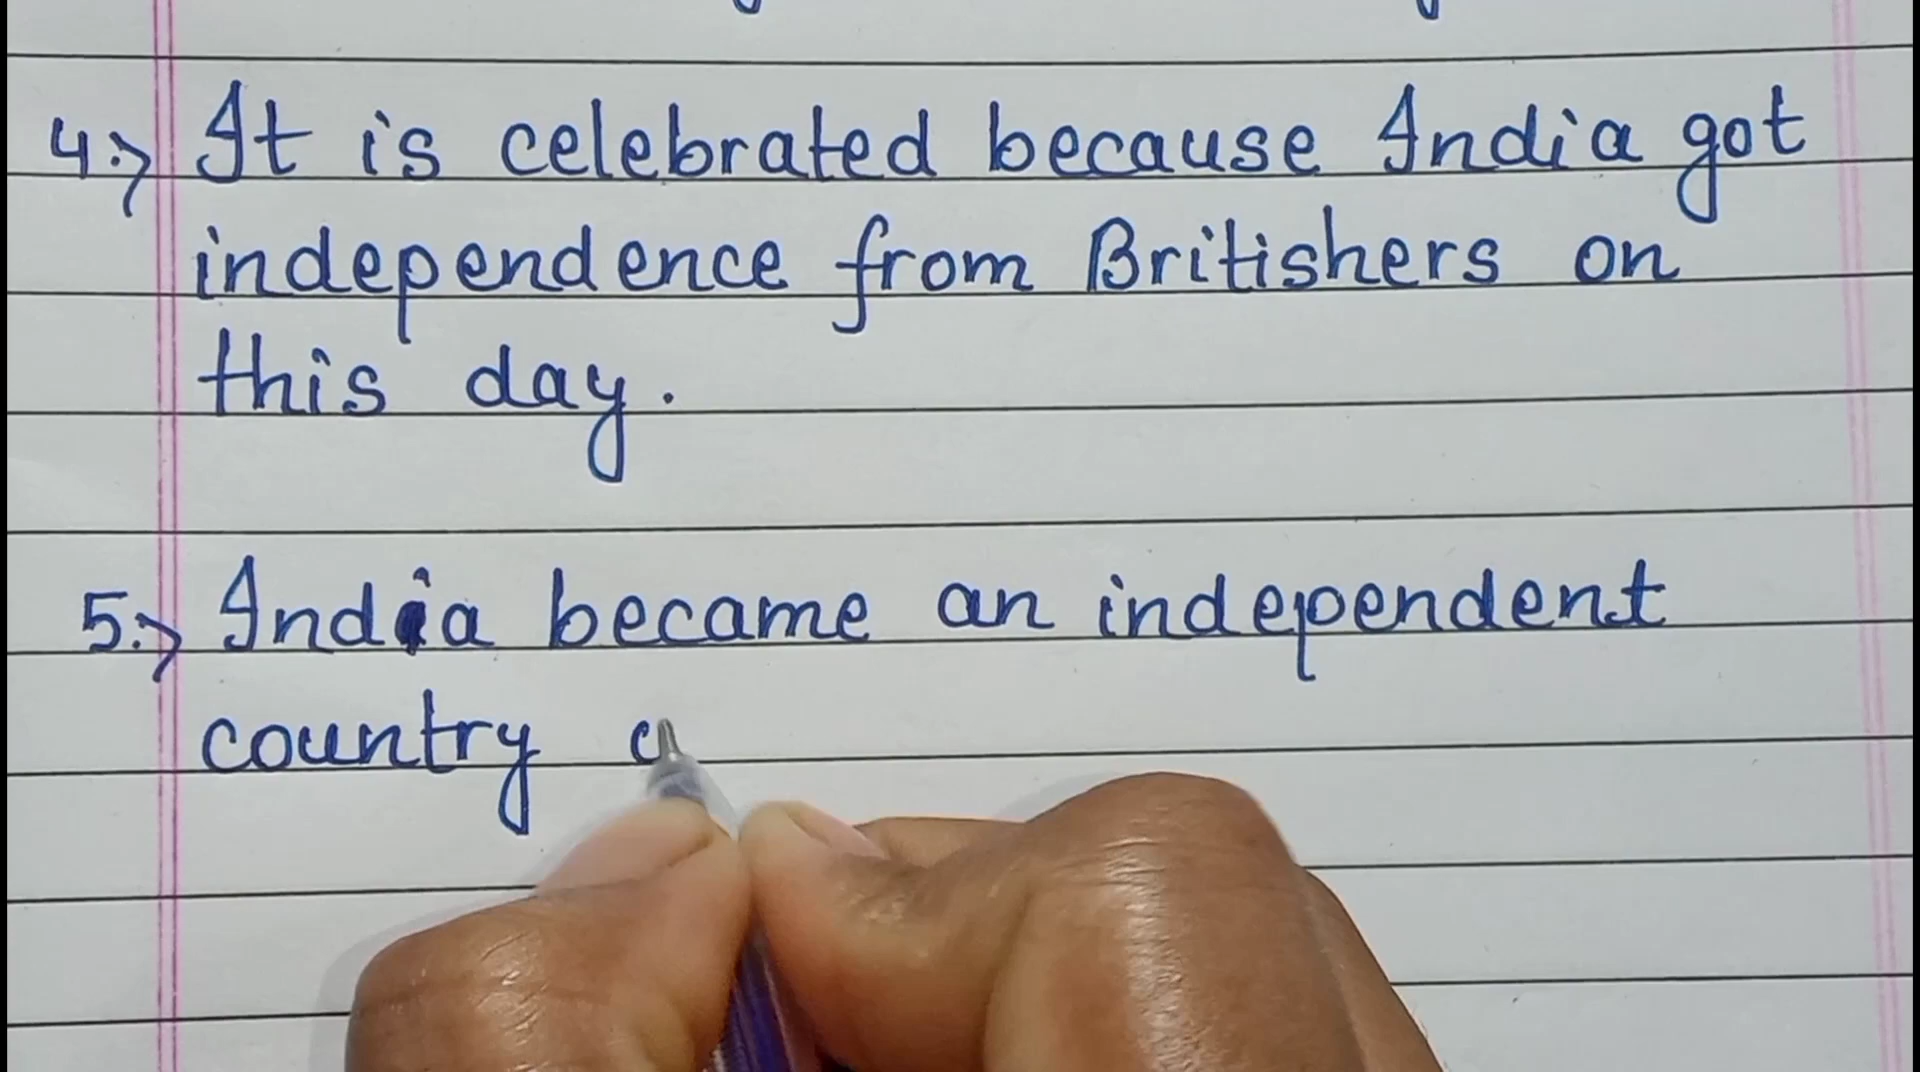 4.) It is celebrated because India got
independence from Britishers on
this day.
5.) India became an independent
country